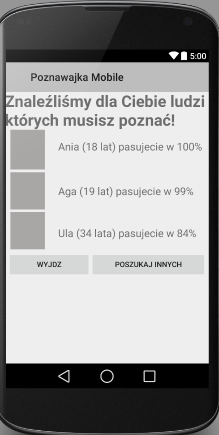 5:00
Poznawajka Mobile
Znaleźliśmy dla Ciebie ludzi
których musisz poznać!
Ania (18 lat) pasujecie w 100%
Aga (19 lat) pasujecie w 99%
Ula (34 lata) pasujecie w 84%
WYJDZ POSZUKAJ INNYCH